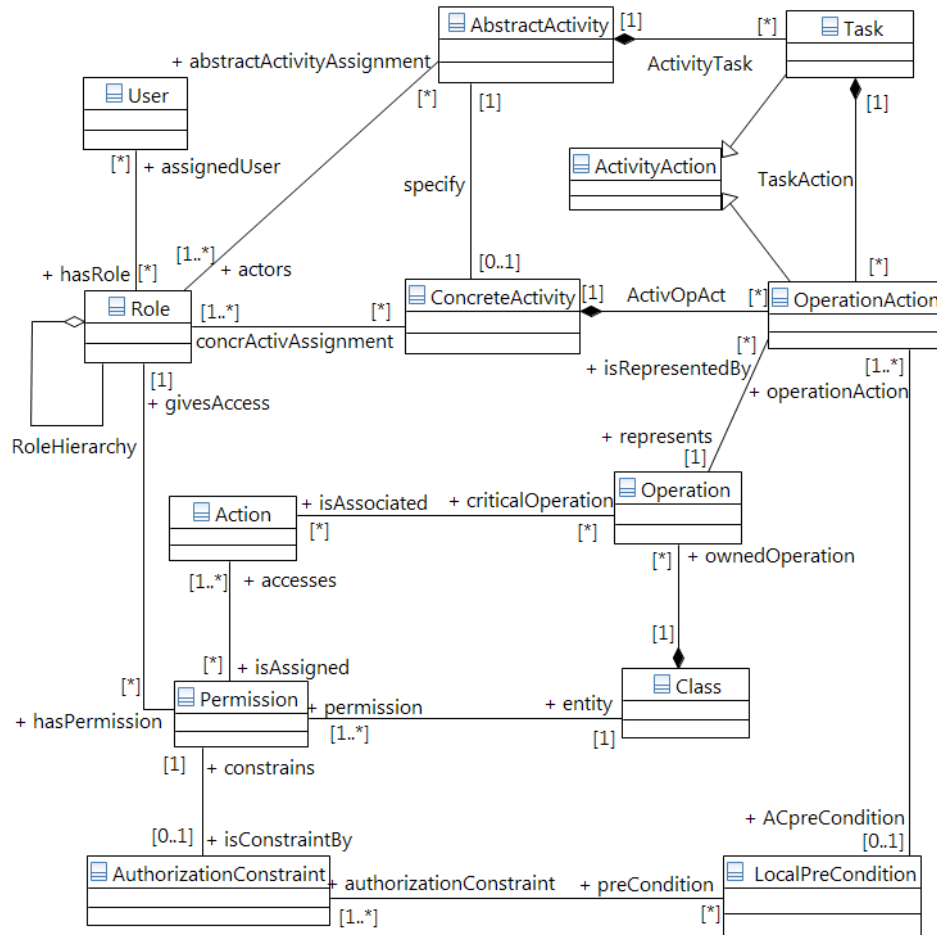 AbstractActivity
[1]
[*]
Task
+ abstractActivityAssignment
ActivityTask
User
[*]
[1]
[1]
[*]
+ assignedUser
ActivityAction
specify
TaskAction
[1..*]
+ actors
[0..1]
[*]
+ hasRole
[*]
Role
[1..*]
[*]
ConcreteActivity
[1]
ActivOpAct
[*]
OperationAction
concrActivAssignment
[*]
[1]
+ isRepresentedBy
[1..*]
+ givesAccess
+ operationAction
RoleHierarchy
+ represents
[1]
Action
+ isAssociated
+ criticalOperation
Operation
[*]
[*]
[1..*]
+ accesses
[*]
+ ownedOperation
[1]
[*]
+ isAssigned
[*]
Permission
+ permission
+ entity
Class
+ hasPermission
[1..*]
[1]
[1]
+ constrains
+ ACpreCondition
[0..1]
+ isConstraintBy
[0..1]
AuthorizationConstraint
+ authorizationConstraint
+ preCondition
LocalPreCondition
[1..*]
[*]